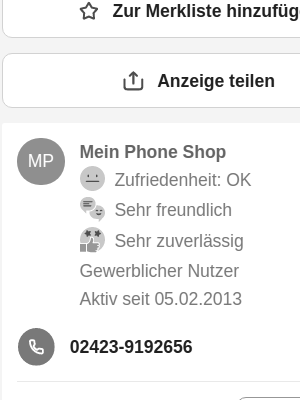 Zur Merkliste hinzufüg
Anzeige teilen
MP
Mein Phone Shop
Zufriedenheit: OK
Sehr freundlich
Sehr zuverlässig
Gewerblicher Nutzer
Aktiv seit 05.02.2013
02423-9192656